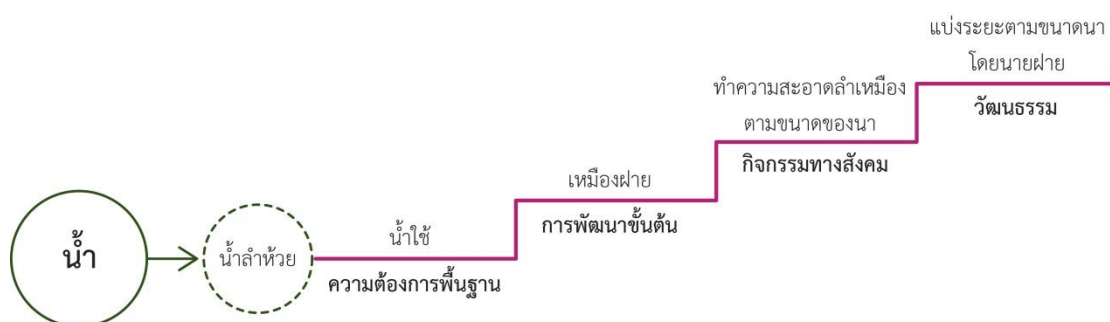 น้ำ
น้ำลำห้วย
น้ำใช้
ความต้องการพื้นฐาน
เหมืองฝาย
การพัฒนาขั้นต้น
ทำความสะอาดลำเหมือง
ตามขนาดของนา
กิจกรรมทางสังคม
แบ่งระยะตามขนาดนา
โดยนายฝาย
วัฒนธรรม